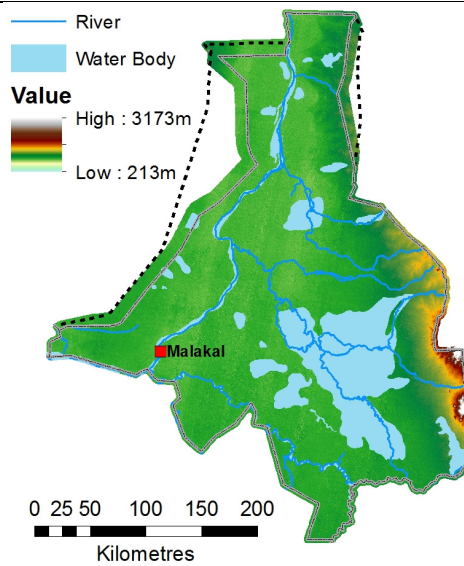 River
Water Body
Value
High : 3173m
Low : 213m
Malakal
0 25 50 100 150 200
Kilometres